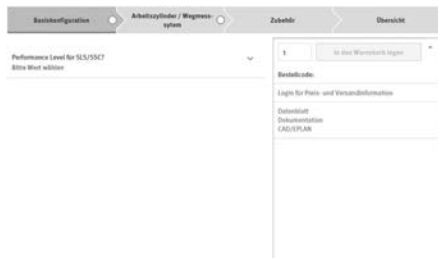 Basiskonfiguration
Arbeitszylinder / Wegmess-
sytem
Zubehör
Übersicht
Performance Level für SLS/SSC?
Bitte Wert wählen
1
In den Warenkorb legen
Bestellcode:
Login für Preis- und Versandinformation
Datenblatt
Dokumentation
CAD/EPLAN